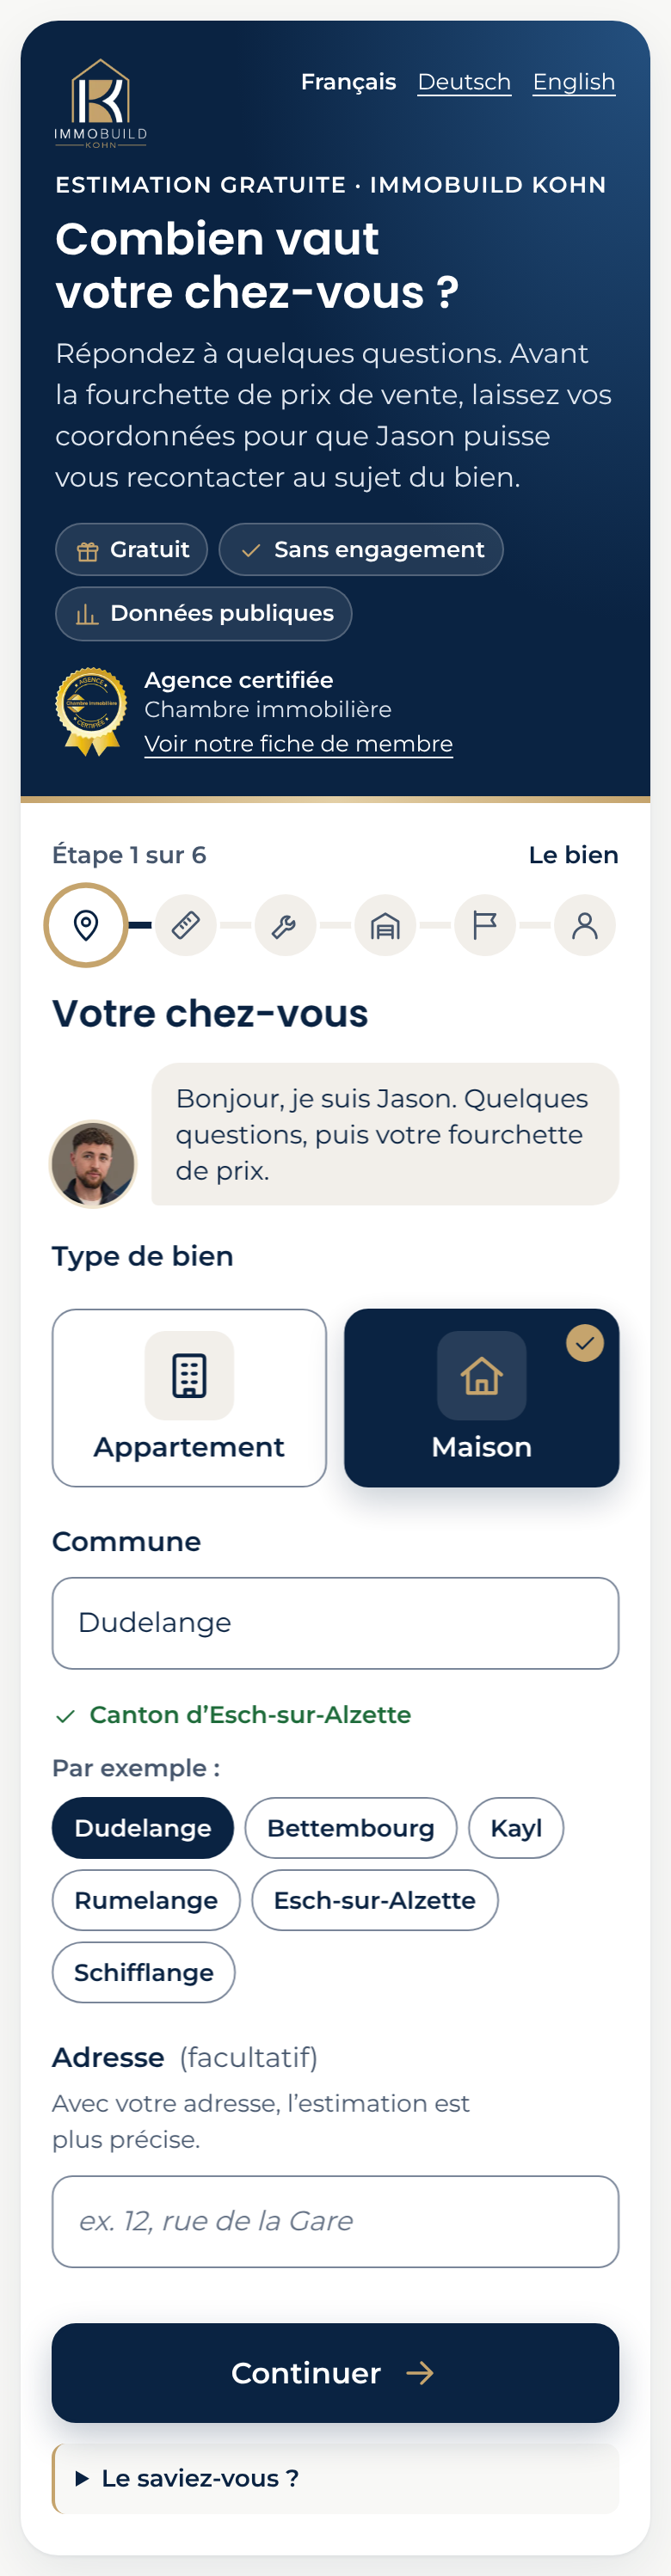 Français Deutsch English
IMMOBUILD
KOHN
ESTIMATION GRATUITE · IMMOBUILD KOHN
Combien vaut
votre chez-vous ?
Répondez à quelques questions. Avant
la fourchette de prix de vente, laissez vos
coordonnées pour que Jason puisse
vous recontacter au sujet du bien.
Gratuit
Sans engagement
Données publiques
AGENCE
Chambre Immobilière
CERTIFIÉE
Agence certifiée
Chambre immobilière
Voir notre fiche de membre
Étape 1 sur 6
Le bien
Votre chez-vous
Bonjour, je suis Jason. Quelques
questions, puis votre fourchette
de prix.
Type de bien
Appartement
Maison
Commune
Dudelange
Canton d’Esch-sur-Alzette
Par exemple :
Dudelange
Bettembourg
Kayl
Rumelange
Esch-sur-Alzette
Schifflange
Adresse (facultatif)
Avec votre adresse, l’estimation est
plus précise.
ex. 12, rue de la Gare
Continuer
Le saviez-vous ?